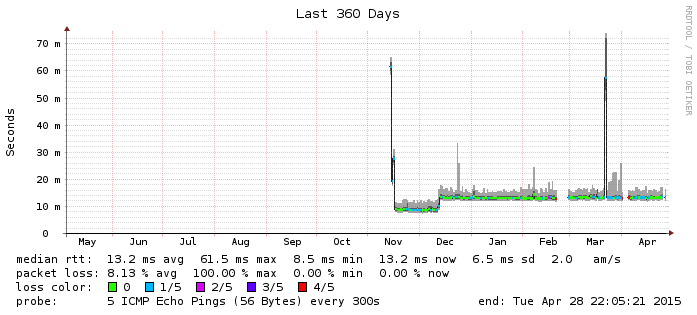 Last 360 Days
RRDTOOL / TOBI OETIKER
Seconds
70 m
60 m
50 m
40 m
30 m
20 m
10 m
0
May Jun Jul Aug Sep Oct Nov Dec Jan Feb Mar Apr
median rtt: 13.2 ms avg 61.5 ms max 8.5 ms min 13.2 ms now 6.5 ms sd 2.0 am/s
packet loss: 8.13 % avg 100.00 % max 0.00 % min 0.00 % now
loss color: 0 1/5 2/5 3/5 4/5
probe: 5 ICMP Echo Pings (56 Bytes) every 300s end: Tue Apr 28 22:05:21 2015